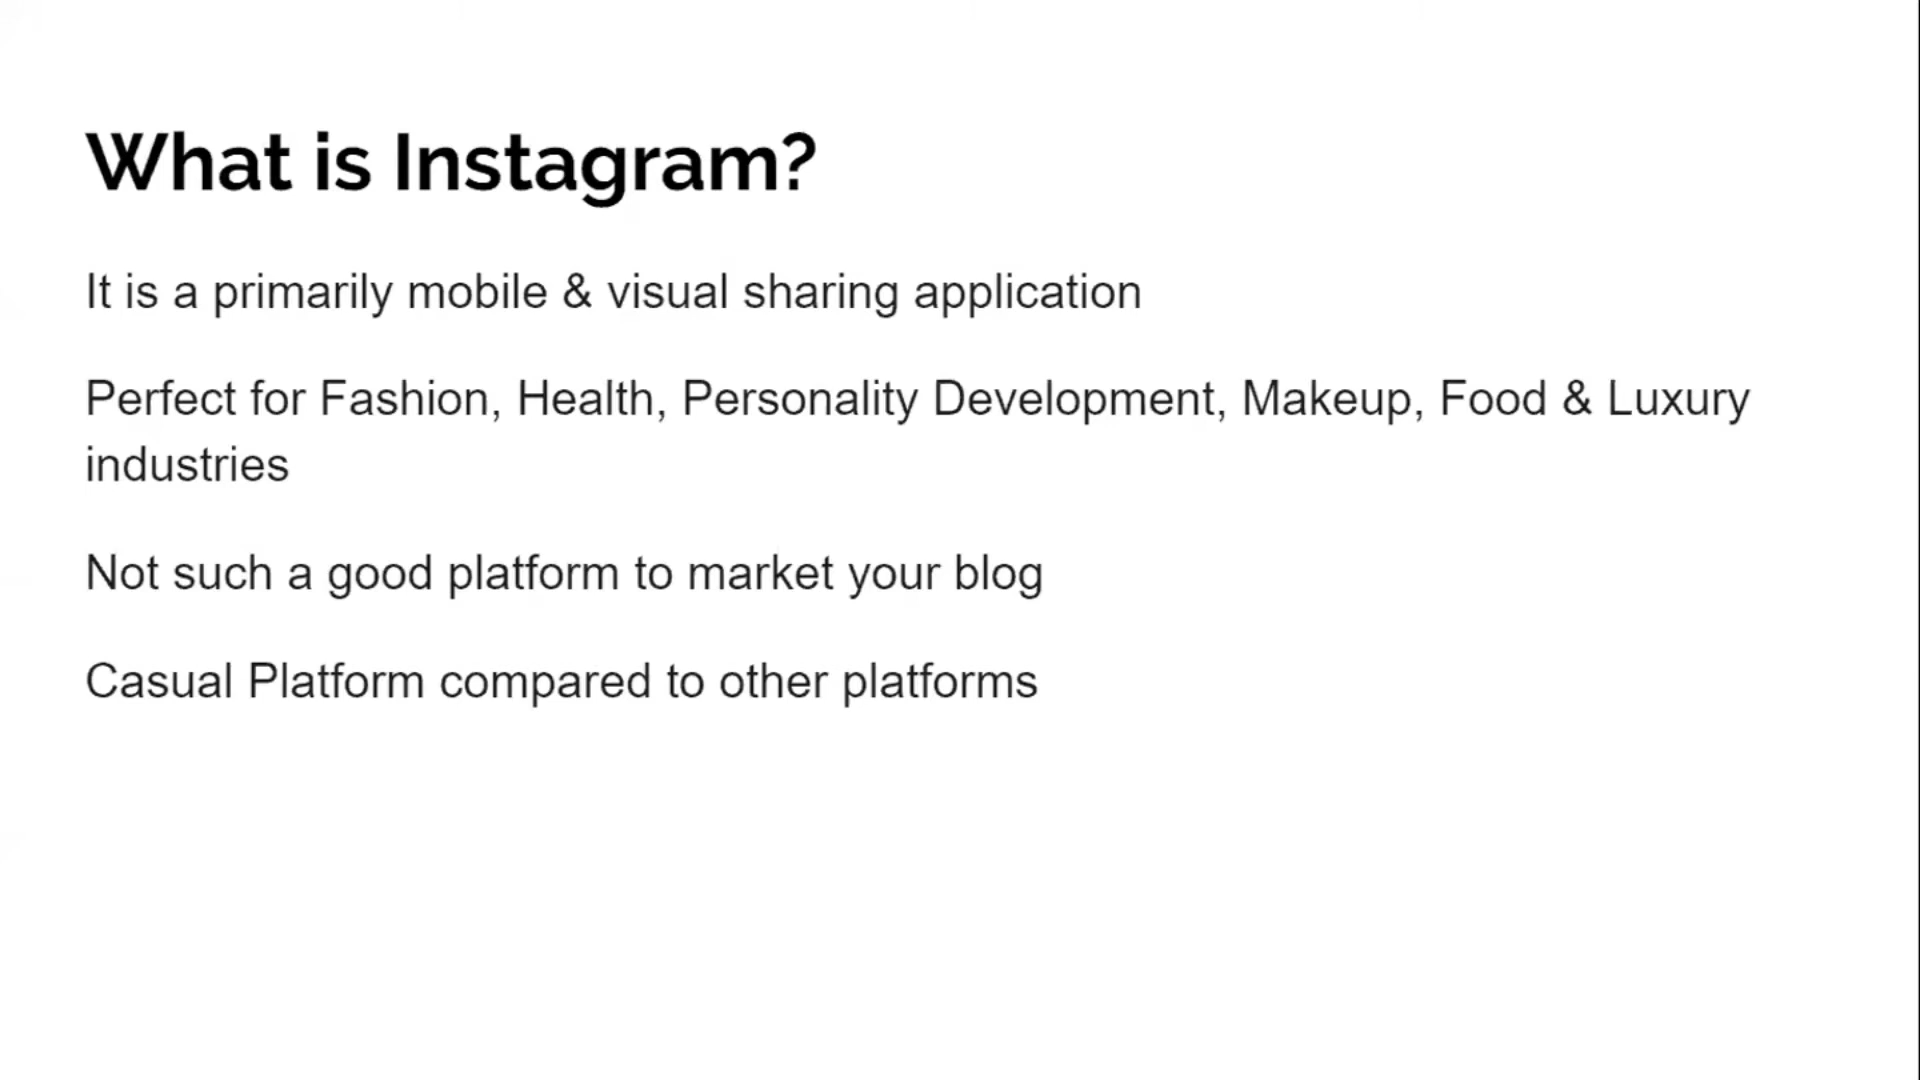 What is Instagram?
It is a primarily mobile & visual sharing application
Perfect for Fashion, Health, Personality Development, Makeup, Food & Luxury
industries
Not such a good platform to market your blog
Casual Platform compared to other platforms